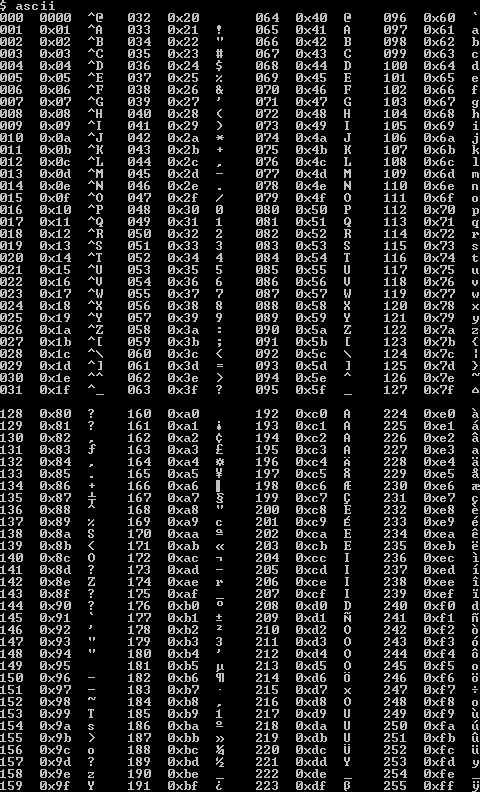 $ ascii
000 0000 ^@ 032 0x20 064 0x40 @ 096 0x60 `
001 0x01 ^A 033 0x21 ! 065 0x41 A 097 0x61 a
002 0x02 ^B 034 0x22 " 066 0x42 B 098 0x62 b
003 0x03 ^C 035 0x23 # 067 0x43 C 099 0x63 c
004 0x04 ^D 036 0x24 $ 068 0x44 D 100 0x64 d
005 0x05 ^E 037 0x25 % 069 0x45 E 101 0x65 e
006 0x06 ^F 038 0x26 & 070 0x46 F 102 0x66 f
007 0x07 ^G 039 0x27 ' 071 0x47 G 103 0x67 g
008 0x08 ^H 040 0x28 ( 072 0x48 H 104 0x68 h
009 0x09 ^I 041 0x29 ) 073 0x49 I 105 0x69 i
010 0x0a ^J 042 0x2a * 074 0x4a J 106 0x6a j
011 0x0b ^K 043 0x2b + 075 0x4b K 107 0x6b k
012 0x0c ^L 044 0x2c , 076 0x4c L 108 0x6c l
013 0x0d ^M 045 0x2d - 077 0x4d M 109 0x6d m
014 0x0e ^N 046 0x2e . 078 0x4e N 110 0x6e n
015 0x0f ^O 047 0x2f / 079 0x4f O 111 0x6f o
016 0x10 ^P 048 0x30 0 080 0x50 P 112 0x70 p
017 0x11 ^Q 049 0x31 1 081 0x51 Q 113 0x71 q
018 0x12 ^R 050 0x32 2 082 0x52 R 114 0x72 r
019 0x13 ^S 051 0x33 3 083 0x53 S 115 0x73 s
020 0x14 ^T 052 0x34 4 084 0x54 T 116 0x74 t
021 0x15 ^U 053 0x35 5 085 0x55 U 117 0x75 u
022 0x16 ^V 054 0x36 6 086 0x56 V 118 0x76 v
023 0x17 ^W 055 0x37 7 087 0x57 W 119 0x77 w
024 0x18 ^X 056 0x38 8 088 0x58 X 120 0x78 x
025 0x19 ^Y 057 0x39 9 089 0x59 Y 121 0x79 y
026 0x1a ^Z 058 0x3a : 090 0x5a Z 122 0x7a z
027 0x1b ^[ 059 0x3b ; 091 0x5b [ 123 0x7b {
028 0x1c ^\ 060 0x3c < 092 0x5c \ 124 0x7c |
029 0x1d ^] 061 0x3d = 093 0x5d ] 125 0x7d }
030 0x1e ^^ 062 0x3e > 094 0x5e ^ 126 0x7e ~
031 0x1f ^_ 063 0x3f ? 095 0x5f _ 127 0x7f ⌂
128 0x80 ? 160 0xa0 192 0xc0 A 224 0xe0 à
129 0x81 ? 161 0xa1 ¡ 193 0xc1 A 225 0xe1 á
130 0x82 , 162 0xa2 ¢ 194 0xc2 A 226 0xe2 â
131 0x83 ƒ 163 0xa3 £ 195 0xc3 A 227 0xe3 a
132 0x84 , 164 0xa4 ¤ 196 0xc4 Ä 228 0xe4 ä
133 0x85 . 165 0xa5 ¥ 197 0xc5 Å 229 0xe5 å
134 0x86 + 166 0xa6 ▌ 198 0xc6 Æ 230 0xe6 æ
135 0x87 ╪ 167 0xa7 § 199 0xc7 Ç 231 0xe7 ç
136 0x88 ^ 168 0xa8 " 200 0xc8 E 232 0xe8 è
137 0x89 % 169 0xa9 c 201 0xc9 É 233 0xe9 é
138 0x8a S 170 0xaa ª 202 0xca E 234 0xea ê
139 0x8b < 171 0xab « 203 0xcb E 235 0xeb ë
140 0x8c O 172 0xac ¬ 204 0xcc I 236 0xec ì
141 0x8d ? 173 0xad - 205 0xcd I 237 0xed í
142 0x8e Z 174 0xae r 206 0xce I 238 0xee î
143 0x8f ? 175 0xaf _ 207 0xcf I 239 0xef ï
144 0x90 ? 176 0xb0 º 208 0xd0 D 240 0xf0 d
145 0x91 ` 177 0xb1 ± 209 0xd1 Ñ 241 0xf1 ñ
146 0x92 ' 178 0xb2 ² 210 0xd2 O 242 0xf2 ò
147 0x93 " 179 0xb3 3 211 0xd3 O 243 0xf3 ó
148 0x94 " 180 0xb4 ' 212 0xd4 O 244 0xf4 ô
149 0x95 181 0xb5 µ 213 0xd5 O 245 0xf5 o
150 0x96 - 182 0xb6 ¶ 214 0xd6 Ö 246 0xf6 ö
151 0x97 - 183 0xb7 · 215 0xd7 x 247 0xf7 ÷
152 0x98 ~ 184 0xb8 , 216 0xd8 O 248 0xf8 o
153 0x99 T 185 0xb9 1 217 0xd9 U 249 0xf9 ù
154 0x9a s 186 0xba º 218 0xda U 250 0xfa ú
155 0x9b > 187 0xbb » 219 0xdb U 251 0xfb û
156 0x9c o 188 0xbc ¼ 220 0xdc Ü 252 0xfc ü
157 0x9d ? 189 0xbd ½ 221 0xdd Y 253 0xfd y
158 0x9e z 190 0xbe _ 222 0xde _ 254 0xfe _
159 0x9f Y 191 0xbf ¿ 223 0xdf ß 255 0xff ÿ